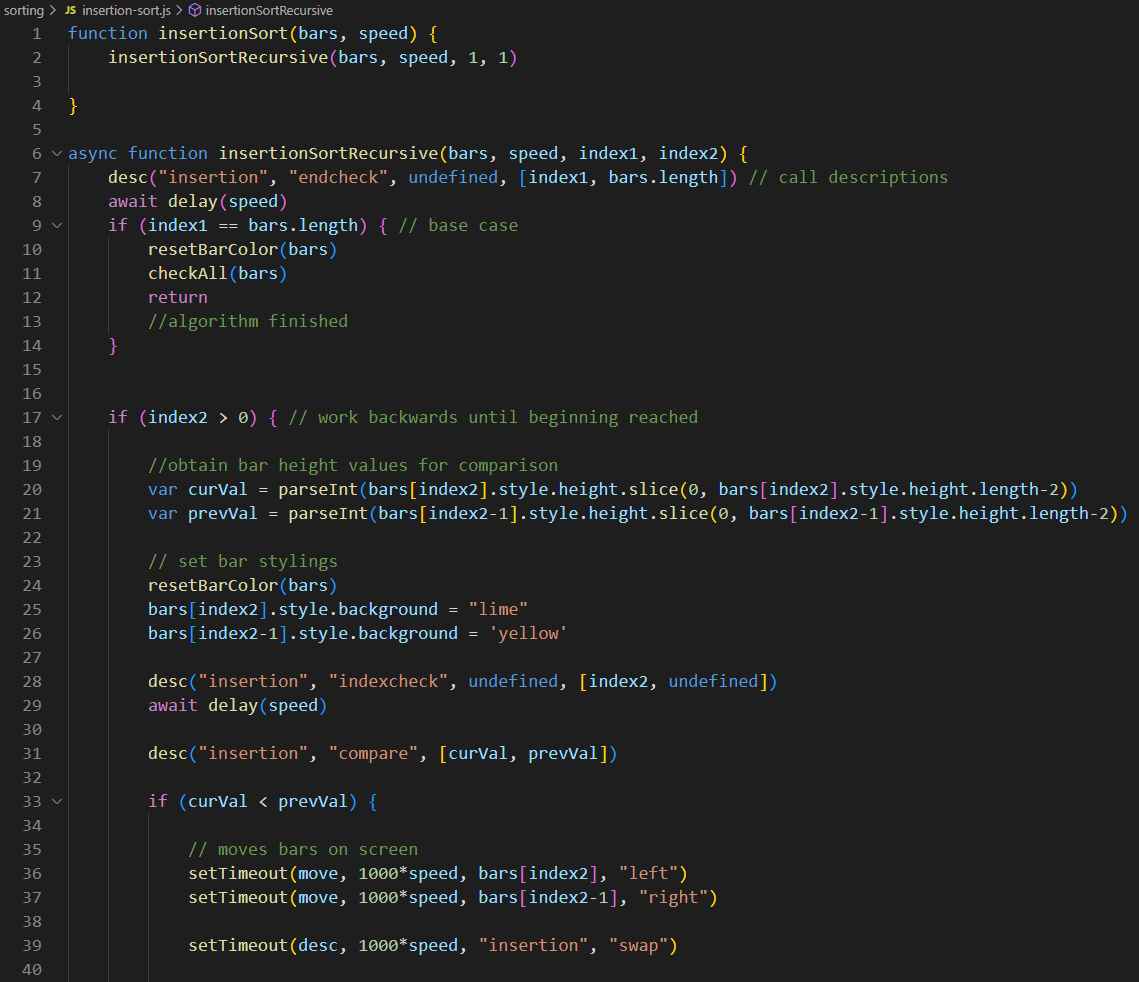 sorting > JS insertion-sort.js > insertionSortRecursive
1 function insertionSort(bars, speed) {
2     insertionSortRecursive(bars, speed, 1, 1)
3
4 }
5
6 async function insertionSortRecursive(bars, speed, index1, index2) {
7     desc("insertion", "endcheck", undefined, [index1, bars.length]) // call descriptions
8     await delay(speed)
9     if (index1 == bars.length) { // base case
10         resetBarColor(bars)
11         checkAll(bars)
12         return
13         //algorithm finished
14     }
15
16
17     if (index2 > 0) { // work backwards until beginning reached
18
19         //obtain bar height values for comparison
20         var curVal = parseInt(bars[index2].style.height.slice(0, bars[index2].style.height.length-2))
21         var prevVal = parseInt(bars[index2-1].style.height.slice(0, bars[index2-1].style.height.length-2))
22
23         // set bar stylings
24         resetBarColor(bars)
25         bars[index2].style.background = "lime"
26         bars[index2-1].style.background = 'yellow'
27
28         desc("insertion", "indexcheck", undefined, [index2, undefined])
29         await delay(speed)
30
31         desc("insertion", "compare", [curVal, prevVal])
32
33         if (curVal < prevVal) {
34
35             // moves bars on screen
36             setTimeout(move, 1000*speed, bars[index2], "left")
37             setTimeout(move, 1000*speed, bars[index2-1], "right")
38
39             setTimeout(desc, 1000*speed, "insertion", "swap")
40